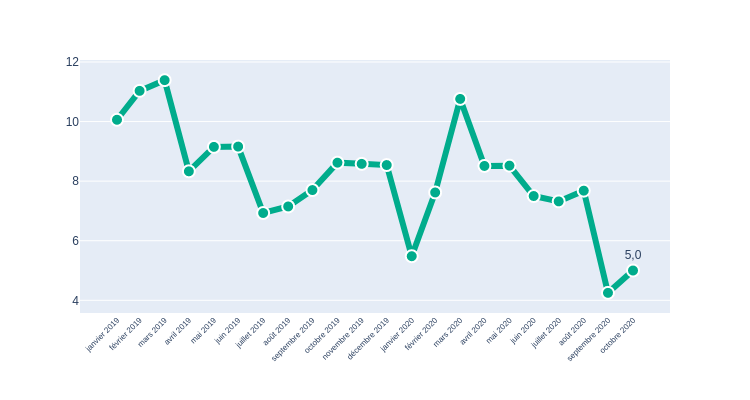 12
10
8
6
4
5,0
janvier 2019
février 2019
mars 2019
avril 2019
mai 2019
juin 2019
juillet 2019
août 2019
septembre 2019
octobre 2019
novembre 2019
décembre 2019
janvier 2020
février 2020
mars 2020
avril 2020
mai 2020
juin 2020
juillet 2020
août 2020
septembre 2020
octobre 2020